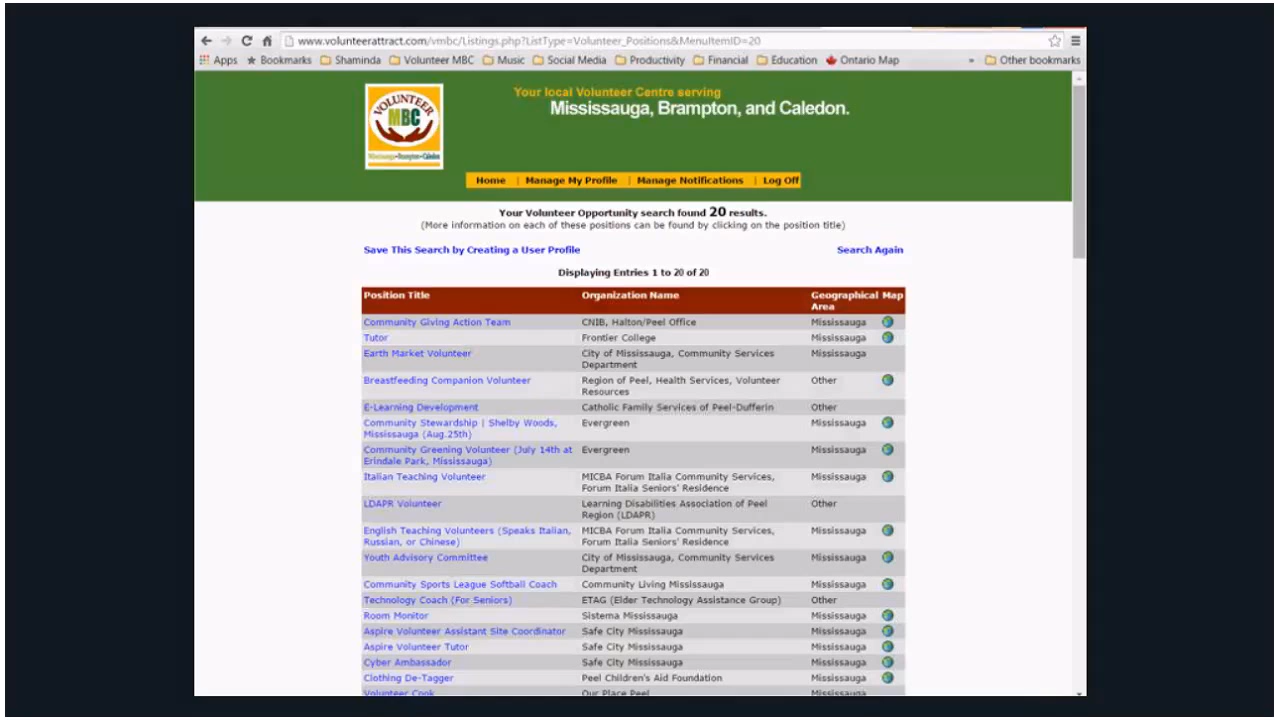 www.volunteerattract.com/vmbc/Listings.php?ListType=Volunteer_Positions&MenuItemID=20
Apps Bookmarks Shaminda Volunteer MBC Music Social Media Productivity Financial Education Ontario Map » Other bookmarks
VOLUNTEER
MBC
Mississauga•Brampton•Caledon
Your local Volunteer Centre serving
Mississauga, Brampton, and Caledon.
Home | Manage My Profile | Manage Notifications | Log Off
Your Volunteer Opportunity search found 20 results.
(More information on each of these positions can be found by clicking on the position title)
Save This Search by Creating a User Profile Search Again
Displaying Entries 1 to 20 of 20
Position Title Organization Name Geographical Map
Area
Community Giving Action Team CNIB, Halton/Peel Office Mississauga
Tutor Frontier College Mississauga
Earth Market Volunteer City of Mississauga, Community Services Mississauga
Department
Breastfeeding Companion Volunteer Region of Peel, Health Services, Volunteer Other
Resources
E-Learning Development Catholic Family Services of Peel-Dufferin Other
Community Stewardship | Shelby Woods, Evergreen Mississauga
Mississauga (Aug.25th)
Community Greening Volunteer (July 14th at Evergreen Mississauga
Erindale Park, Mississauga)
Italian Teaching Volunteer MICBA Forum Italia Community Services, Mississauga
Forum Italia Seniors' Residence
LDAPR Volunteer Learning Disabilities Association of Peel Other
Region (LDAPR)
English Teaching Volunteers (Speaks Italian, MICBA Forum Italia Community Services, Mississauga
Russian, or Chinese) Forum Italia Seniors' Residence
Youth Advisory Committee City of Mississauga, Community Services Mississauga
Department
Community Sports League Softball Coach Community Living Mississauga Mississauga
Technology Coach (For Seniors) ETAG (Elder Technology Assistance Group) Other
Room Monitor Sistema Mississauga Mississauga
Aspire Volunteer Assistant Site Coordinator Safe City Mississauga Mississauga
Aspire Volunteer Tutor Safe City Mississauga Mississauga
Cyber Ambassador Safe City Mississauga Mississauga
Clothing De-Tagger Peel Children's Aid Foundation Mississauga
Volunteer Cook Our Place Peel Mississauga